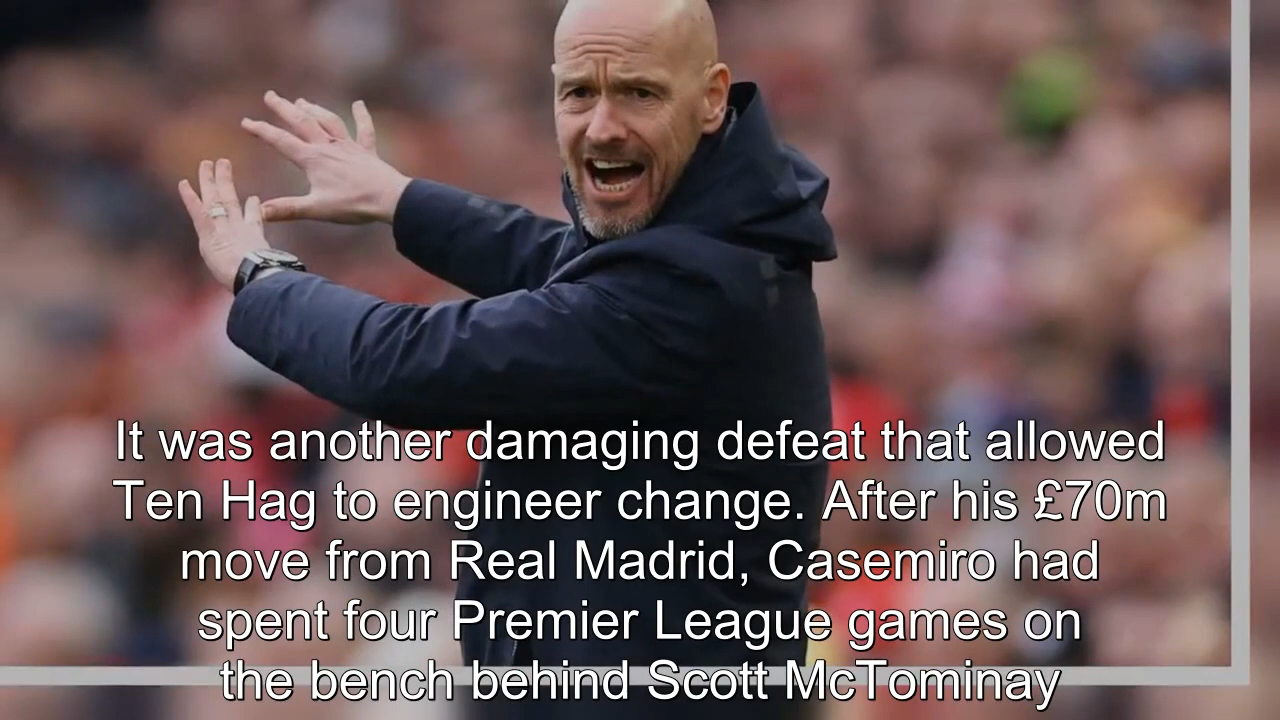 It was another damaging defeat that allowed
Ten Hag to engineer change. After his £70m
move from Real Madrid, Casemiro had
spent four Premier League games on
the bench behind Scott McTominay